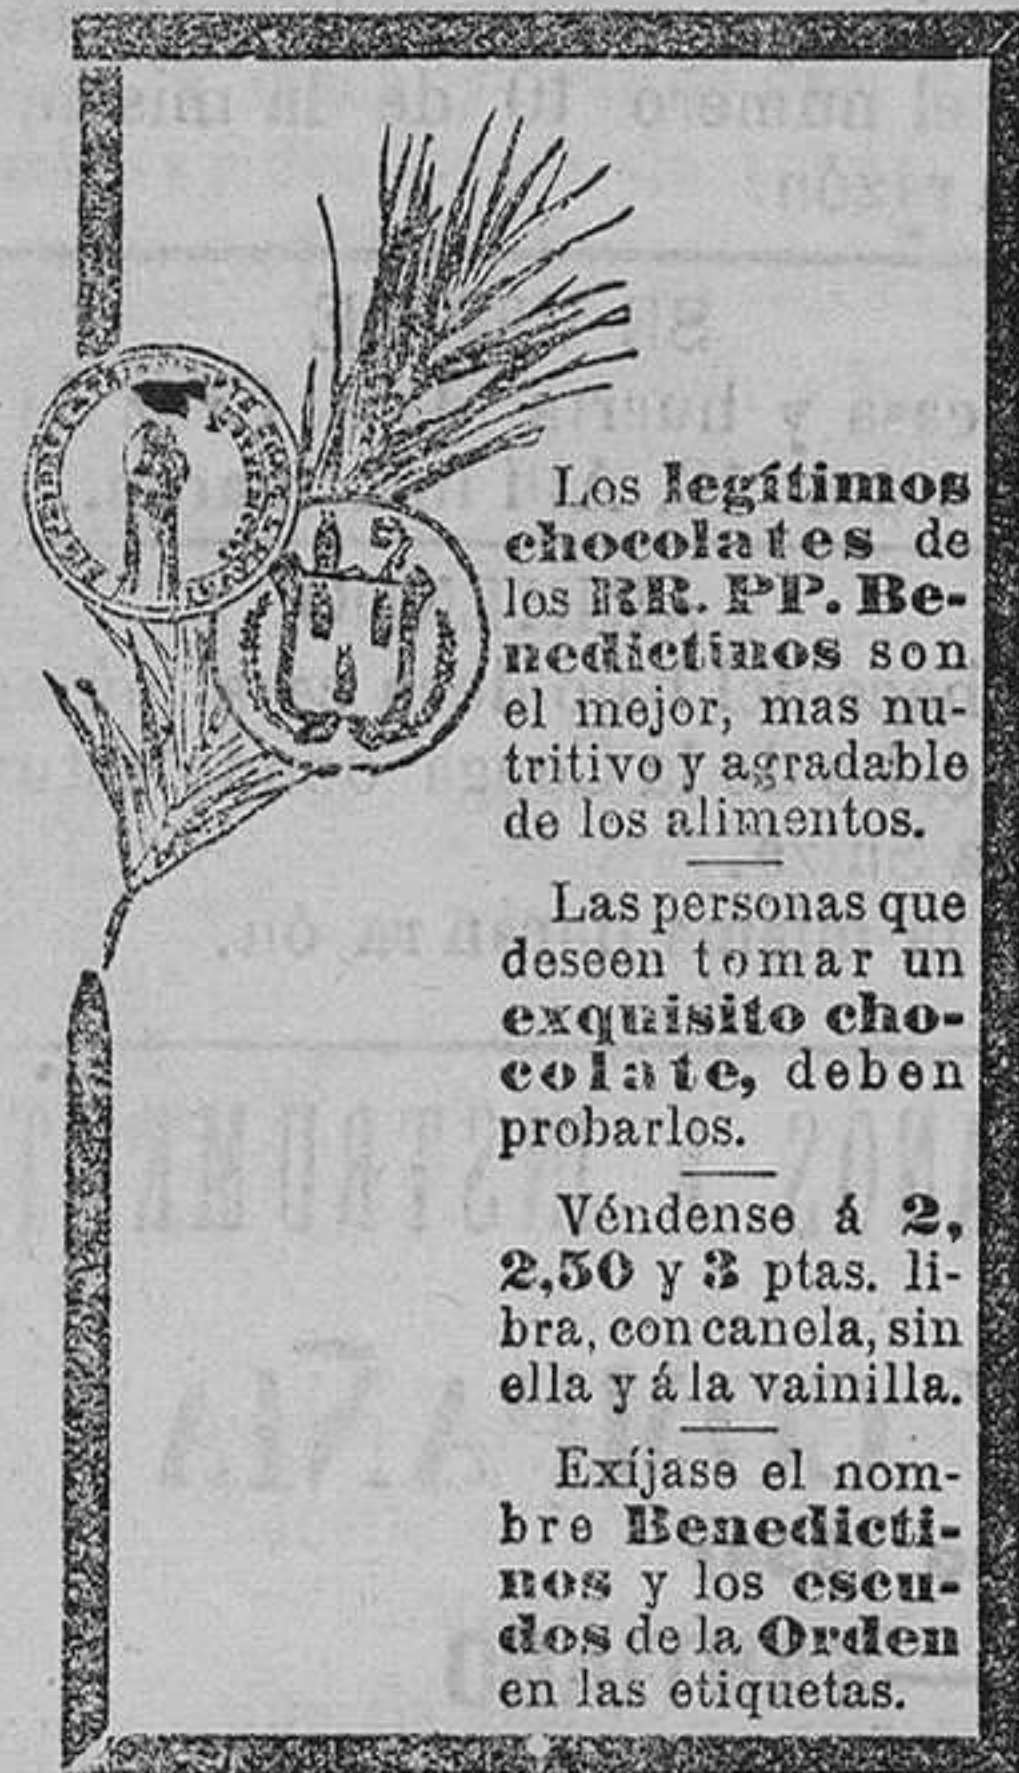 Los legítimos
chocolates de
los RR. PP. Be-
nedictinos son
el mejor, mas nu-
tritivo y agradable
de los alimentos.
Las personas que
deseen tomar un
exquisito cho-
colate, deben
probarlos.
Véndense á 2,
2,50 y 3 ptas. li-
bra, con canela, sin
ella y á la vainilla.
Exíjase el nom-
bre Benedicti-
nos y los escu-
dos de la Orden
en las etiquetas.